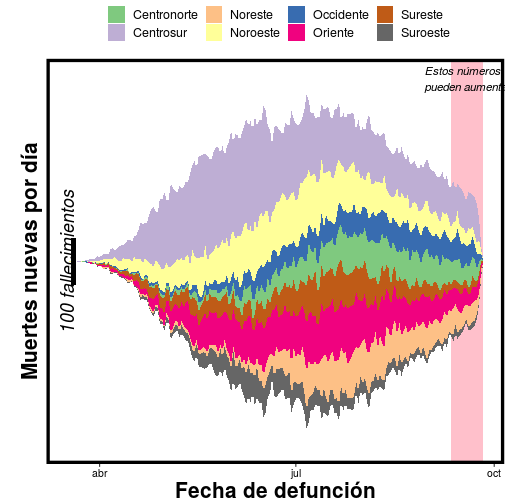 Centronorte Noreste Occidente Sureste
Centrosur Noroeste Oriente Suroeste
Estos números
pueden aument
Muertes nuevas por día
100 fallecimientos
abr jul oct
Fecha de defunción